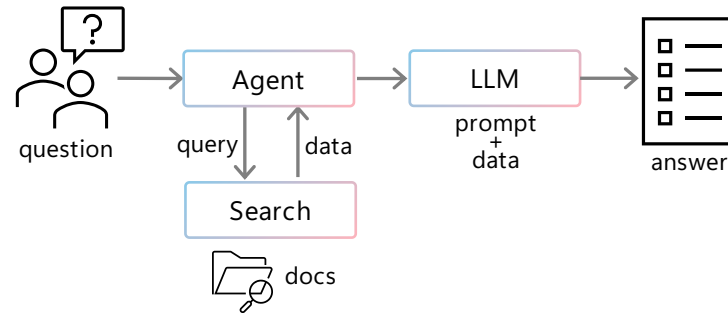 ?
Agent
LLM
question
query
data
prompt
+
data
answer
Search
docs